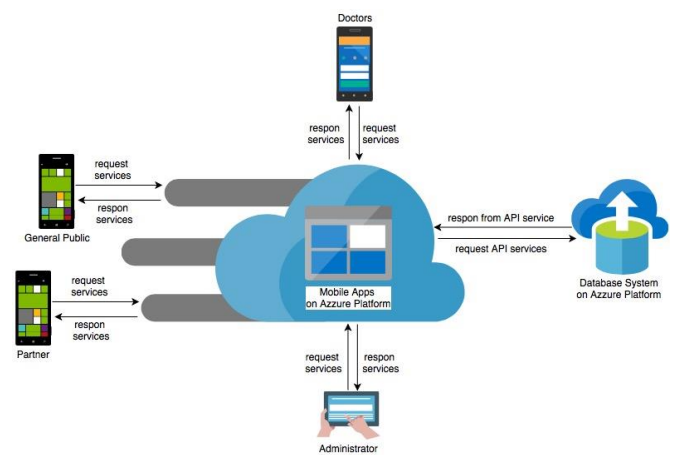 Doctors
respon
services
request
services
request
services
respon
services
General Public
respon from API service
request API services
Database System
on Azzure Platform
Mobile Apps
on Azzure Platform
request
services
respon
services
Partner
request
services
respon
services
Administrator